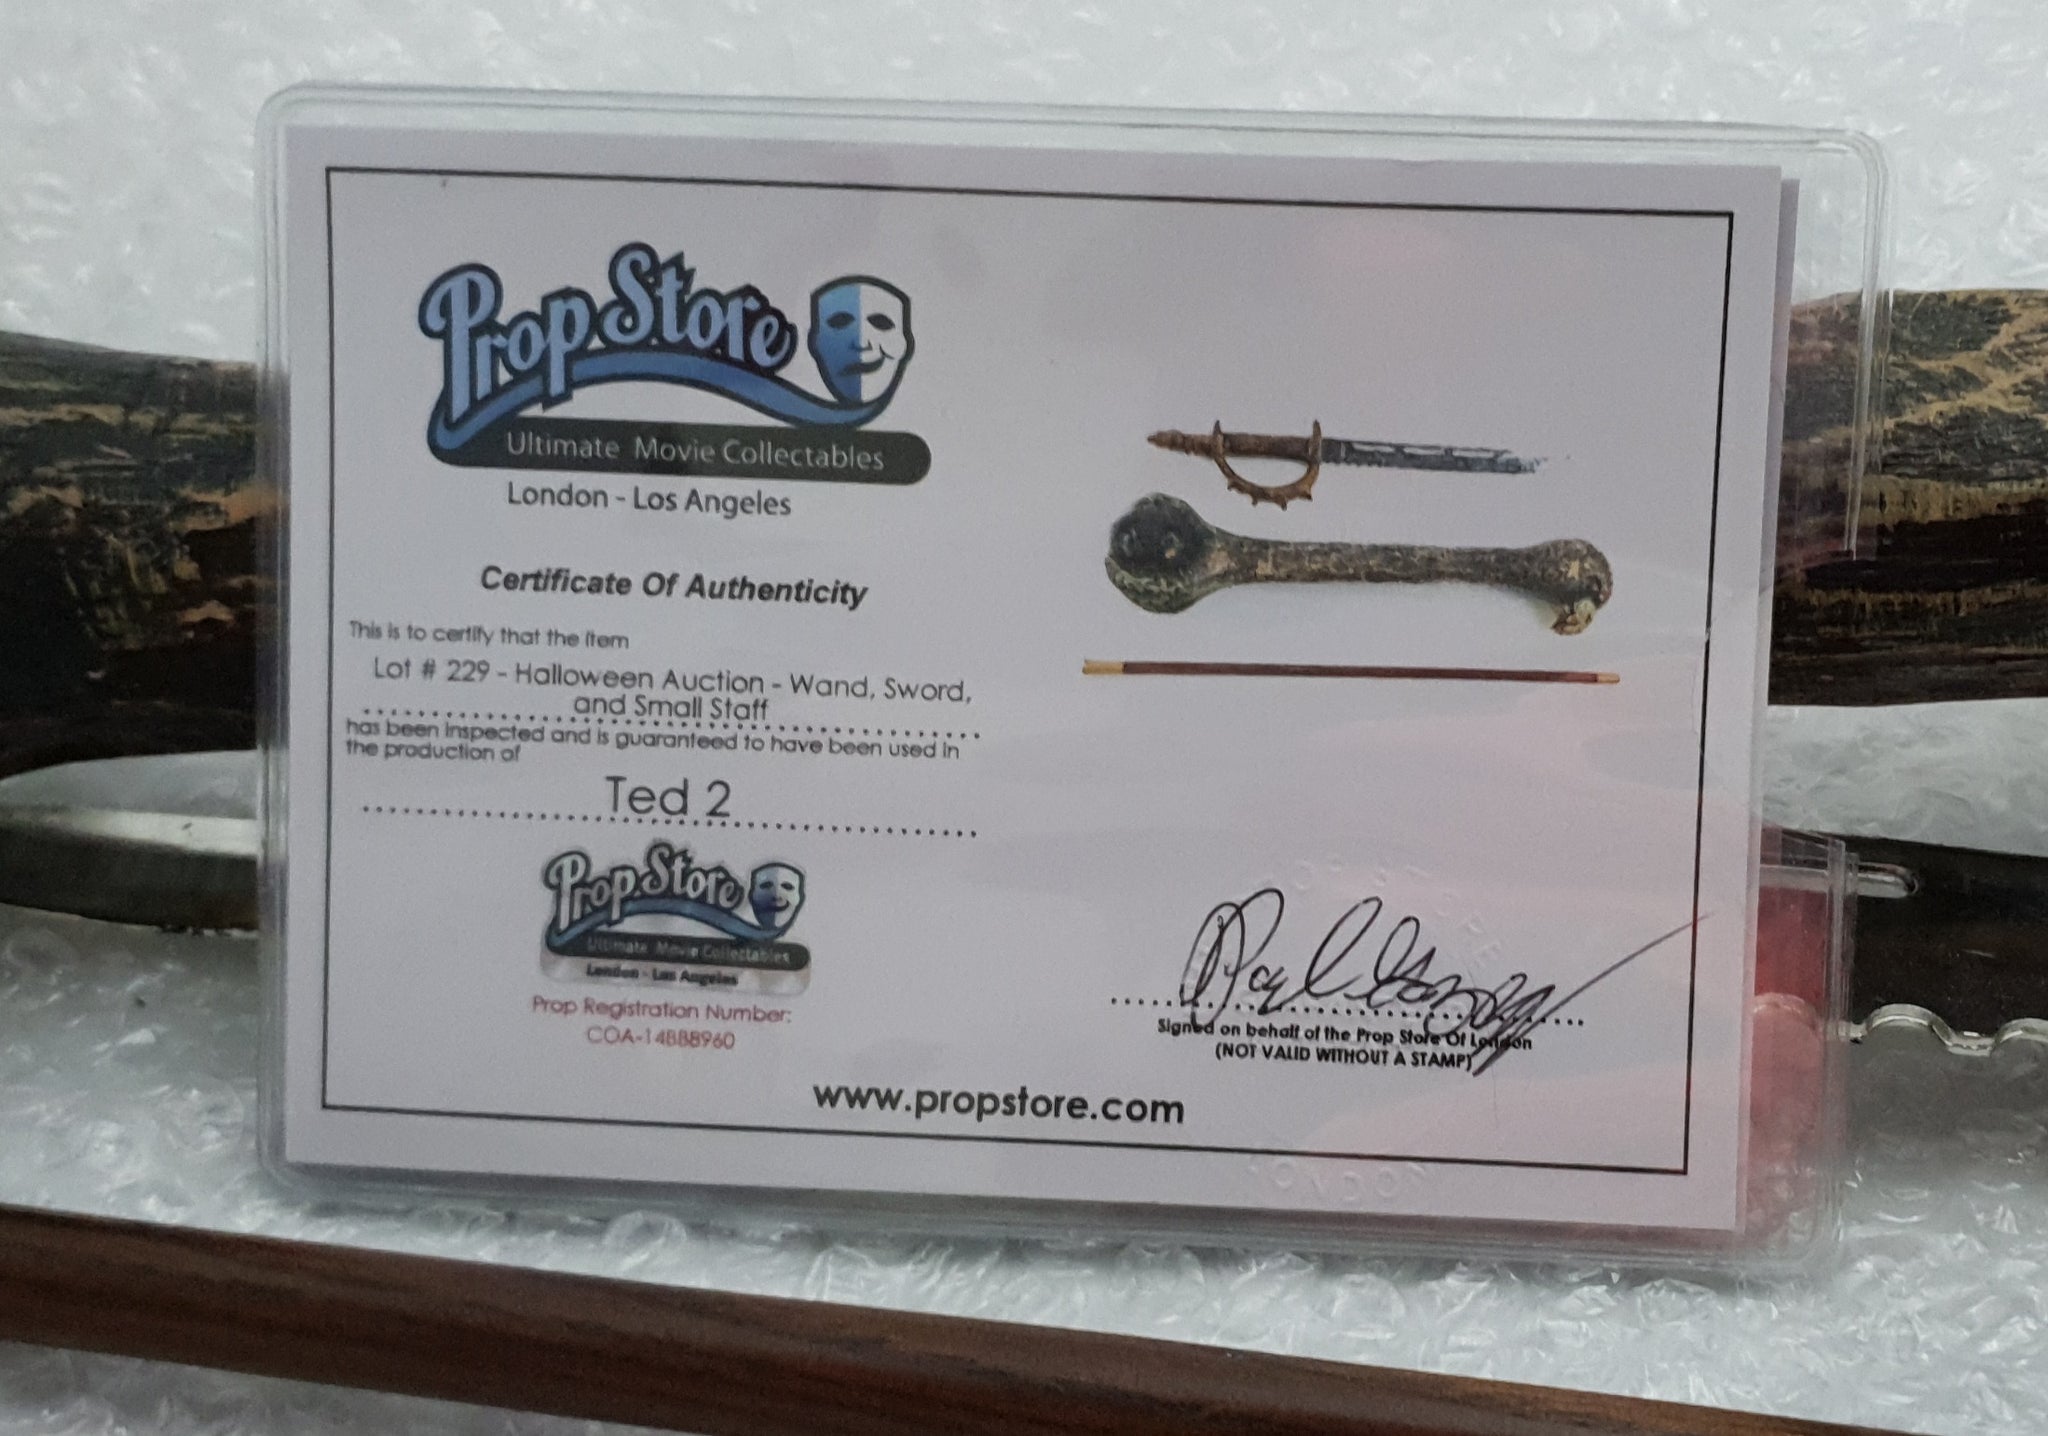 Prop Store
Ultimate Movie Collectables
London - Los Angeles
Certificate Of Authenticity
This is to certify that the item
Lot # 229 - Halloween Auction - Wand, Sword,
and Small Staff
has been inspected and is guaranteed to have been used in
the production of
Ted 2
Prop Store
Ultimate Movie Collectables
London - Los Angeles
Prop Registration Number:
COA-14888960
Signed on behalf of the Prop Store Of London
(NOT VALID WITHOUT A STAMP)
www.propstore.com
LONDON